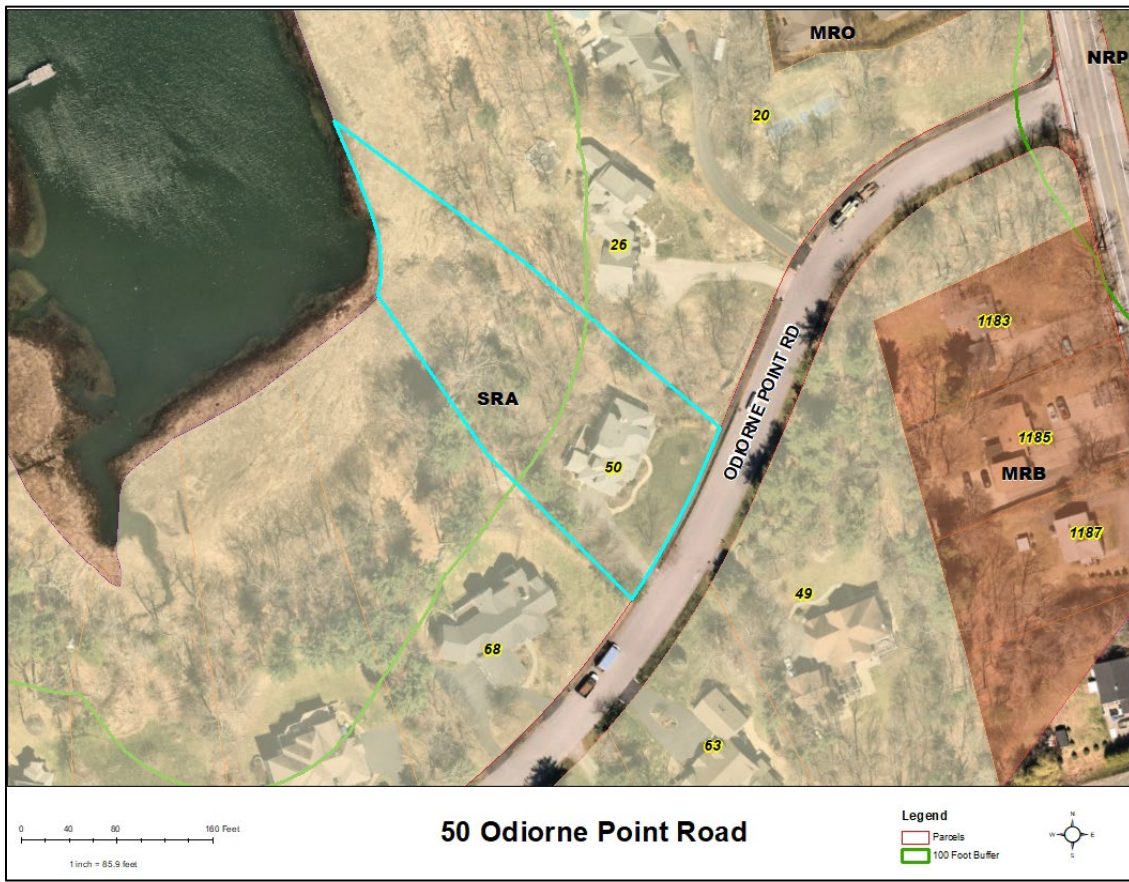 MRO
NRP
20
26
1183
ODIORNE POINT RD
SRA
1185
MRB
50
1187
49
68
63
0 40 80 160 Feet
1 inch = 85.9 feet
50 Odiorne Point Road
Legend
Parcels
100 Foot Buffer
N
W E
S